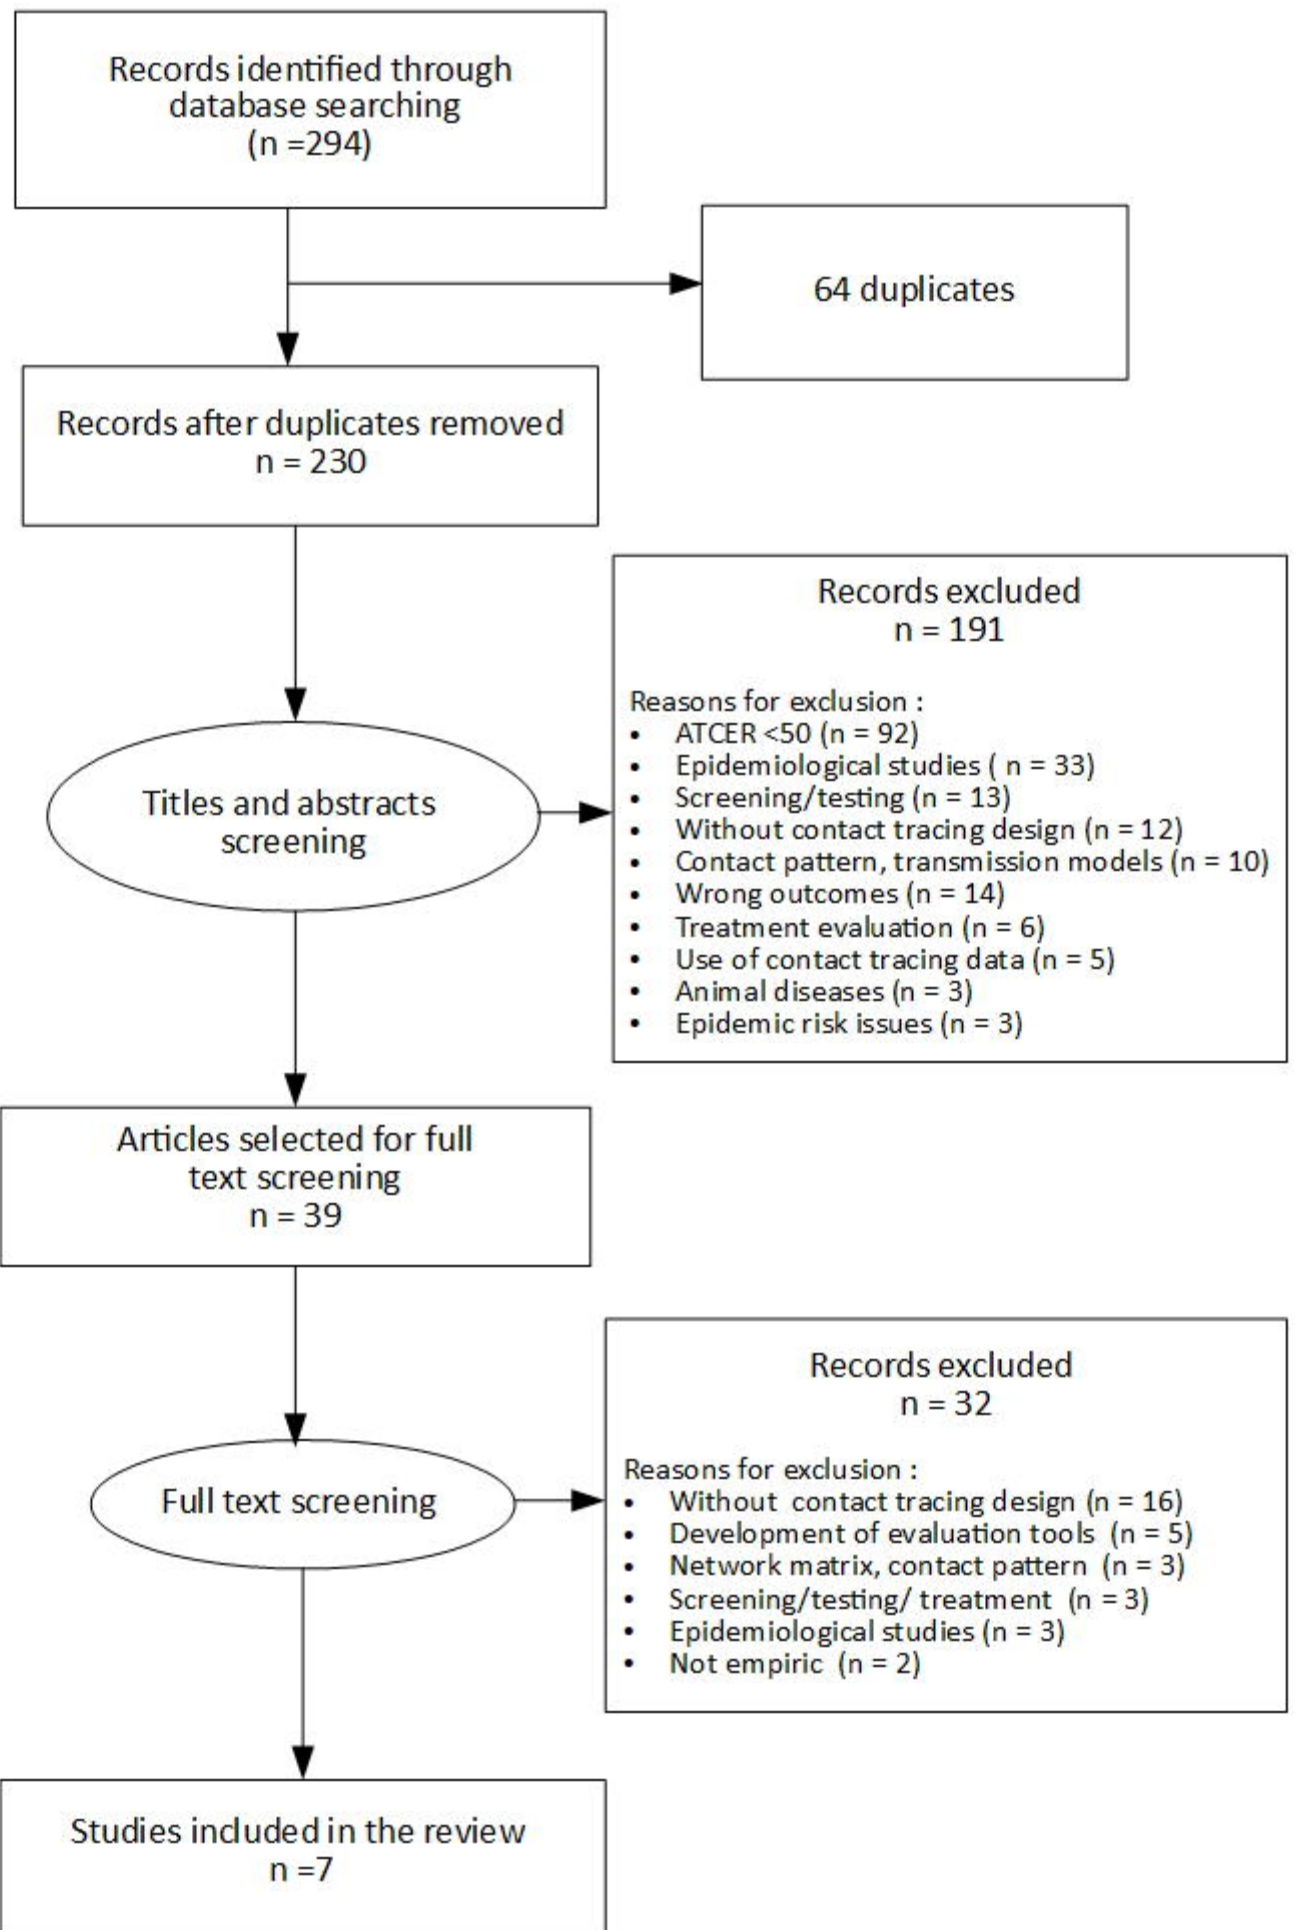 Records identified through
database searching
(n =294)
64 duplicates
Records after duplicates removed
n = 230
Records excluded
n = 191
Reasons for exclusion :
• ATCER <50 (n = 92)
• Epidemiological studies ( n = 33)
• Screening/testing (n = 13)
• Without contact tracing design (n = 12)
• Contact pattern, transmission models (n = 10)
• Wrong outcomes (n = 14)
• Treatment evaluation (n = 6)
• Use of contact tracing data (n = 5)
• Animal diseases (n = 3)
• Epidemic risk issues (n = 3)
Titles and abstracts
screening
Articles selected for full
text screening
n = 39
Records excluded
n = 32
Reasons for exclusion :
• Without contact tracing design (n = 16)
• Development of evaluation tools (n = 5)
• Network matrix, contact pattern (n = 3)
• Screening/testing/ treatment (n = 3)
• Epidemiological studies (n = 3)
• Not empiric (n = 2)
Full text screening
Studies included in the review
n =7